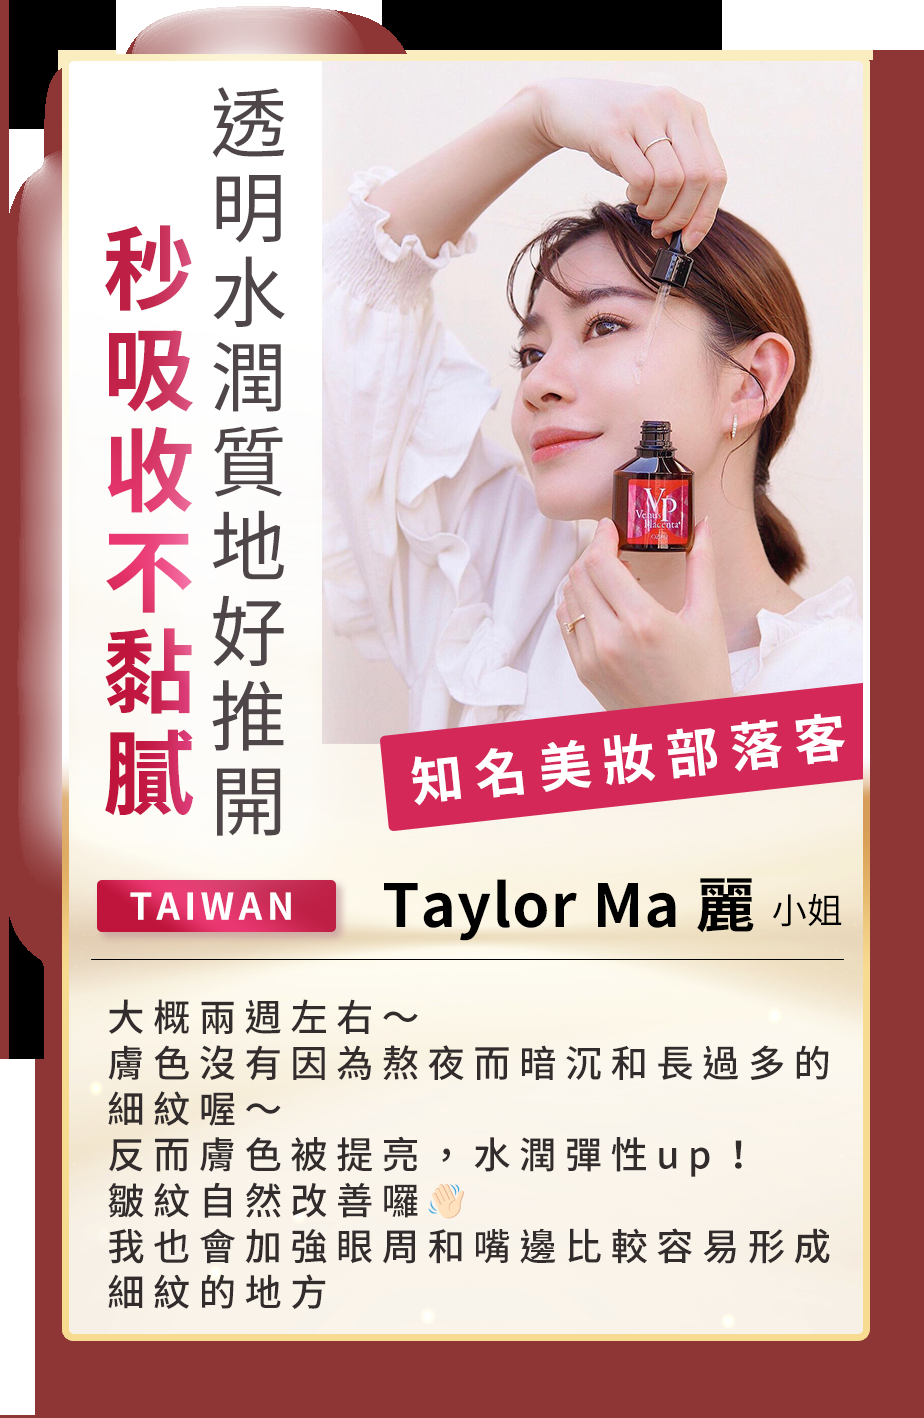 透明水潤質地好推開
秒吸收不黏膩
VP
Venus
Placenta
知名美妝部落客
TAIWAN
Taylor Ma 麗 小姐
大概兩週左右～
膚色沒有因為熬夜而暗沉和長過多的
細紋喔～
反而膚色被提亮，水潤彈性up！
皺紋自然改善囉👋🏻
我也會加強眼周和嘴邊比較容易形成
細紋的地方